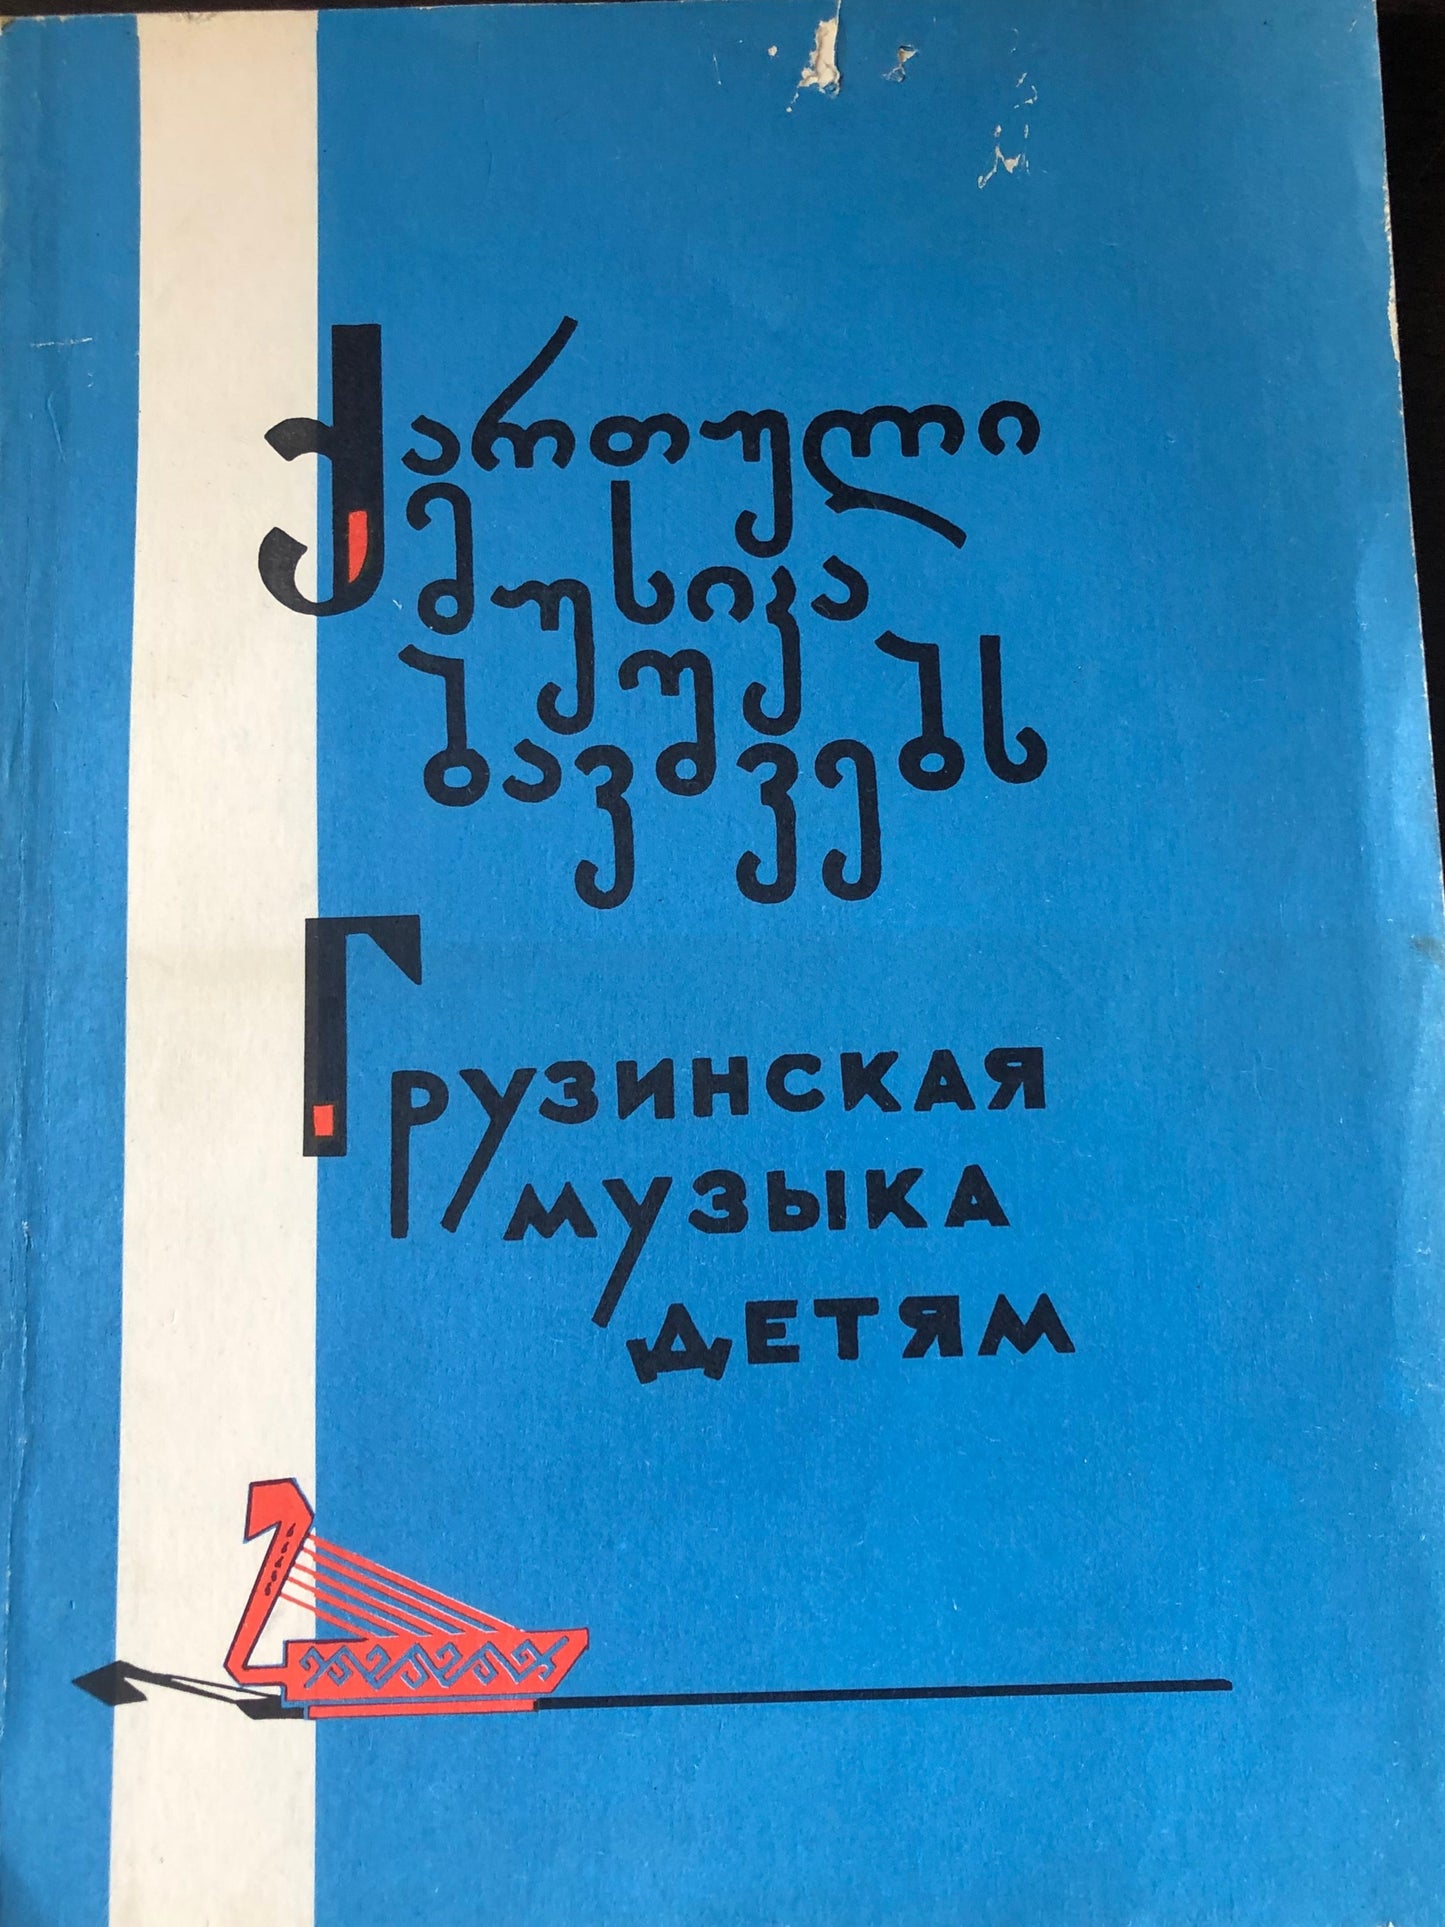 ქართული
მუსიკა
ბავშვებს
Грузинская
музыка
детям